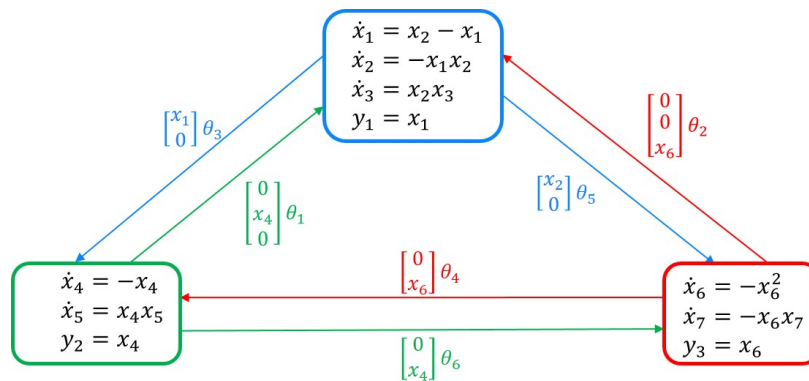 ẋ₁ = x₂ − x₁
ẋ₂ = −x₁x₂
ẋ₃ = x₂x₃
y₁ = x₁
[x₁ 0] θ₃
[0 x₄ 0] θ₁
[x₂ 0] θ₅
[0 0 x₆] θ₂
ẋ₄ = −x₄
ẋ₅ = x₄x₅
y₂ = x₄
[0 x₆] θ₄
[0 x₄] θ₆
ẋ₆ = −x₆²
ẋ₇ = −x₆x₇
y₃ = x₆